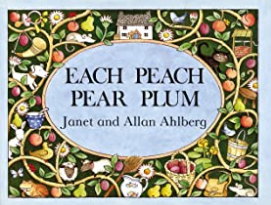 EACH PEACH
PEAR PLUM
Janet and Allan Ahlberg